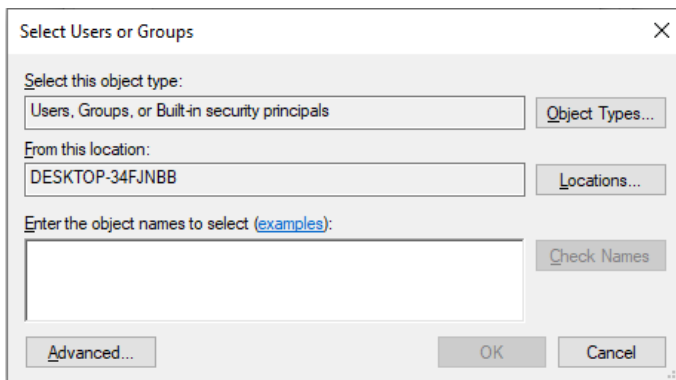 Select Users or Groups
Select this object type:
Users, Groups, or Built-in security principals
Object Types...
From this location:
DESKTOP-34FJNBB
Locations...
Enter the object names to select (examples):
Check Names
Advanced...
OK
Cancel